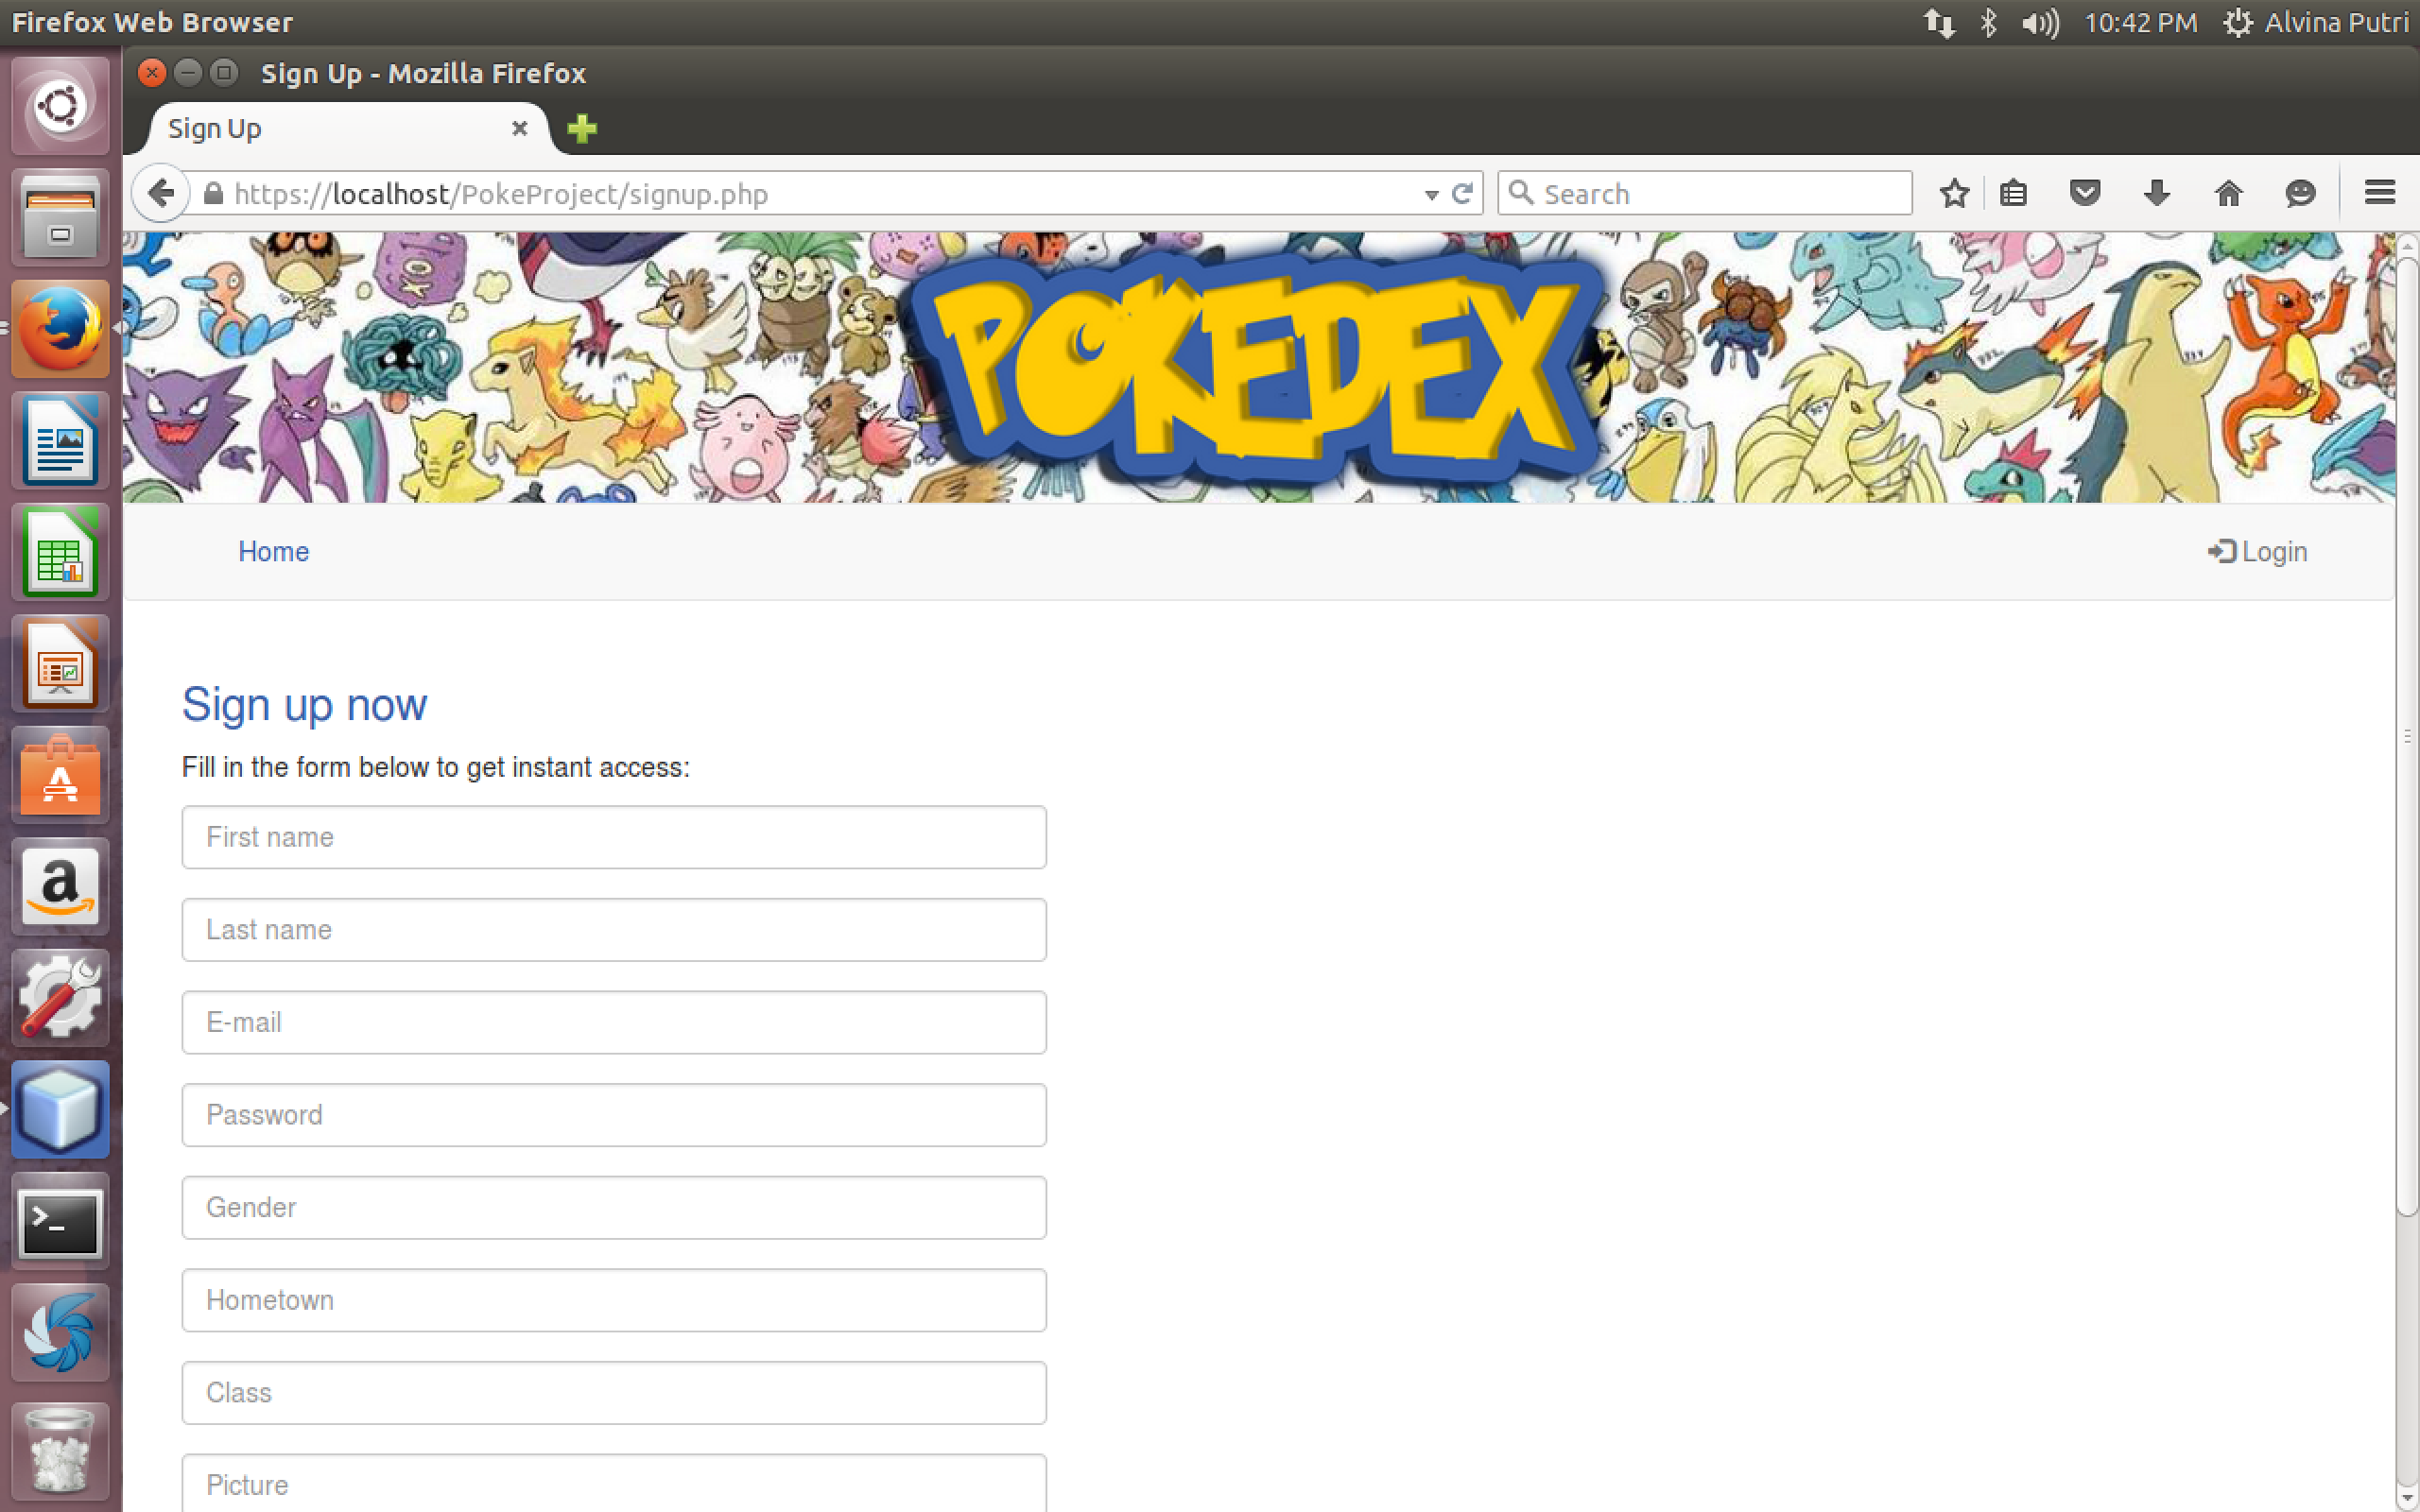 Firefox Web Browser
10:42 PM Alvina Putri
Sign Up - Mozilla Firefox
Sign Up
https://localhost/PokeProject/signup.php
Search
POKEDEX
Home
Login
Sign up now
Fill in the form below to get instant access:
First name
Last name
E-mail
Password
Gender
Hometown
Class
Picture